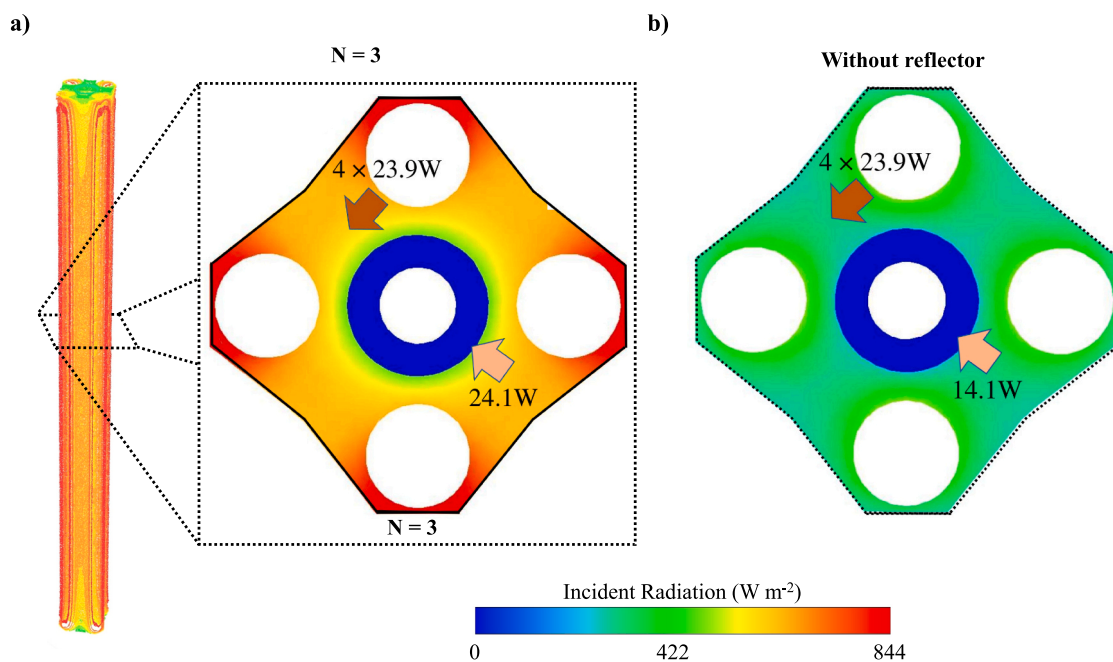 a)
N = 3
4 × 23.9W
24.1W
N = 3
b)
Without reflector
4 × 23.9W
14.1W
Incident Radiation (W m-2)
0 422 844